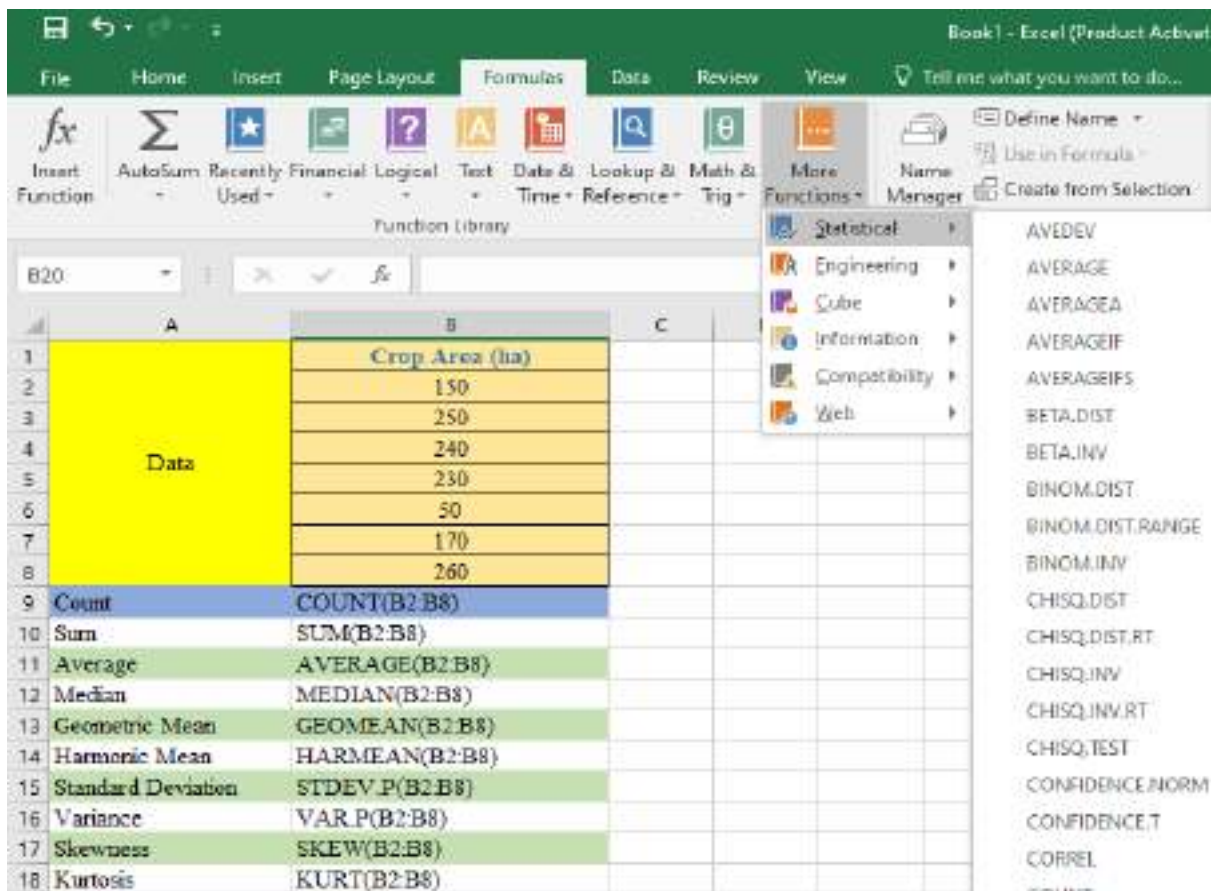 Book1 - Excel (Product Activat
File Home Insert Page Layout Formulas Data Review View Tell me what you want to do...
fx Insert Function
AutoSum
Recently Used
Financial
Logical
Text
Date & Time
Lookup & Reference
Math & Trig
More Functions
Name Manager
Define Name
Use in Formula
Create from Selection
Function Library
Statistical
Engineering
Cube
Information
Compatibility
Web
AVEDEV
AVERAGE
AVERAGEA
AVERAGEIF
AVERAGEIFS
BETA.DIST
BETA.INV
BINOM.DIST
BINOM.DIST.RANGE
BINOM.INV
CHISQ.DIST
CHISQ.DIST.RT
CHISQ.INV
CHISQ.INV.RT
CHISQ.TEST
CONFIDENCE.NORM
CONFIDENCE.T
CORREL
B20 fx
A B C
1 Crop Area (ha)
2 150
3 250
4 Data 240
5 230
6 50
7 170
8 260
9 Count COUNT(B2:B8)
10 Sum SUM(B2:B8)
11 Average AVERAGE(B2:B8)
12 Median MEDIAN(B2:B8)
13 Geometric Mean GEOMEAN(B2:B8)
14 Harmonic Mean HARMEAN(B2:B8)
15 Standard Deviation STDEV.P(B2:B8)
16 Variance VAR.P(B2:B8)
17 Skewness SKEW(B2:B8)
18 Kurtosis KURT(B2:B8)